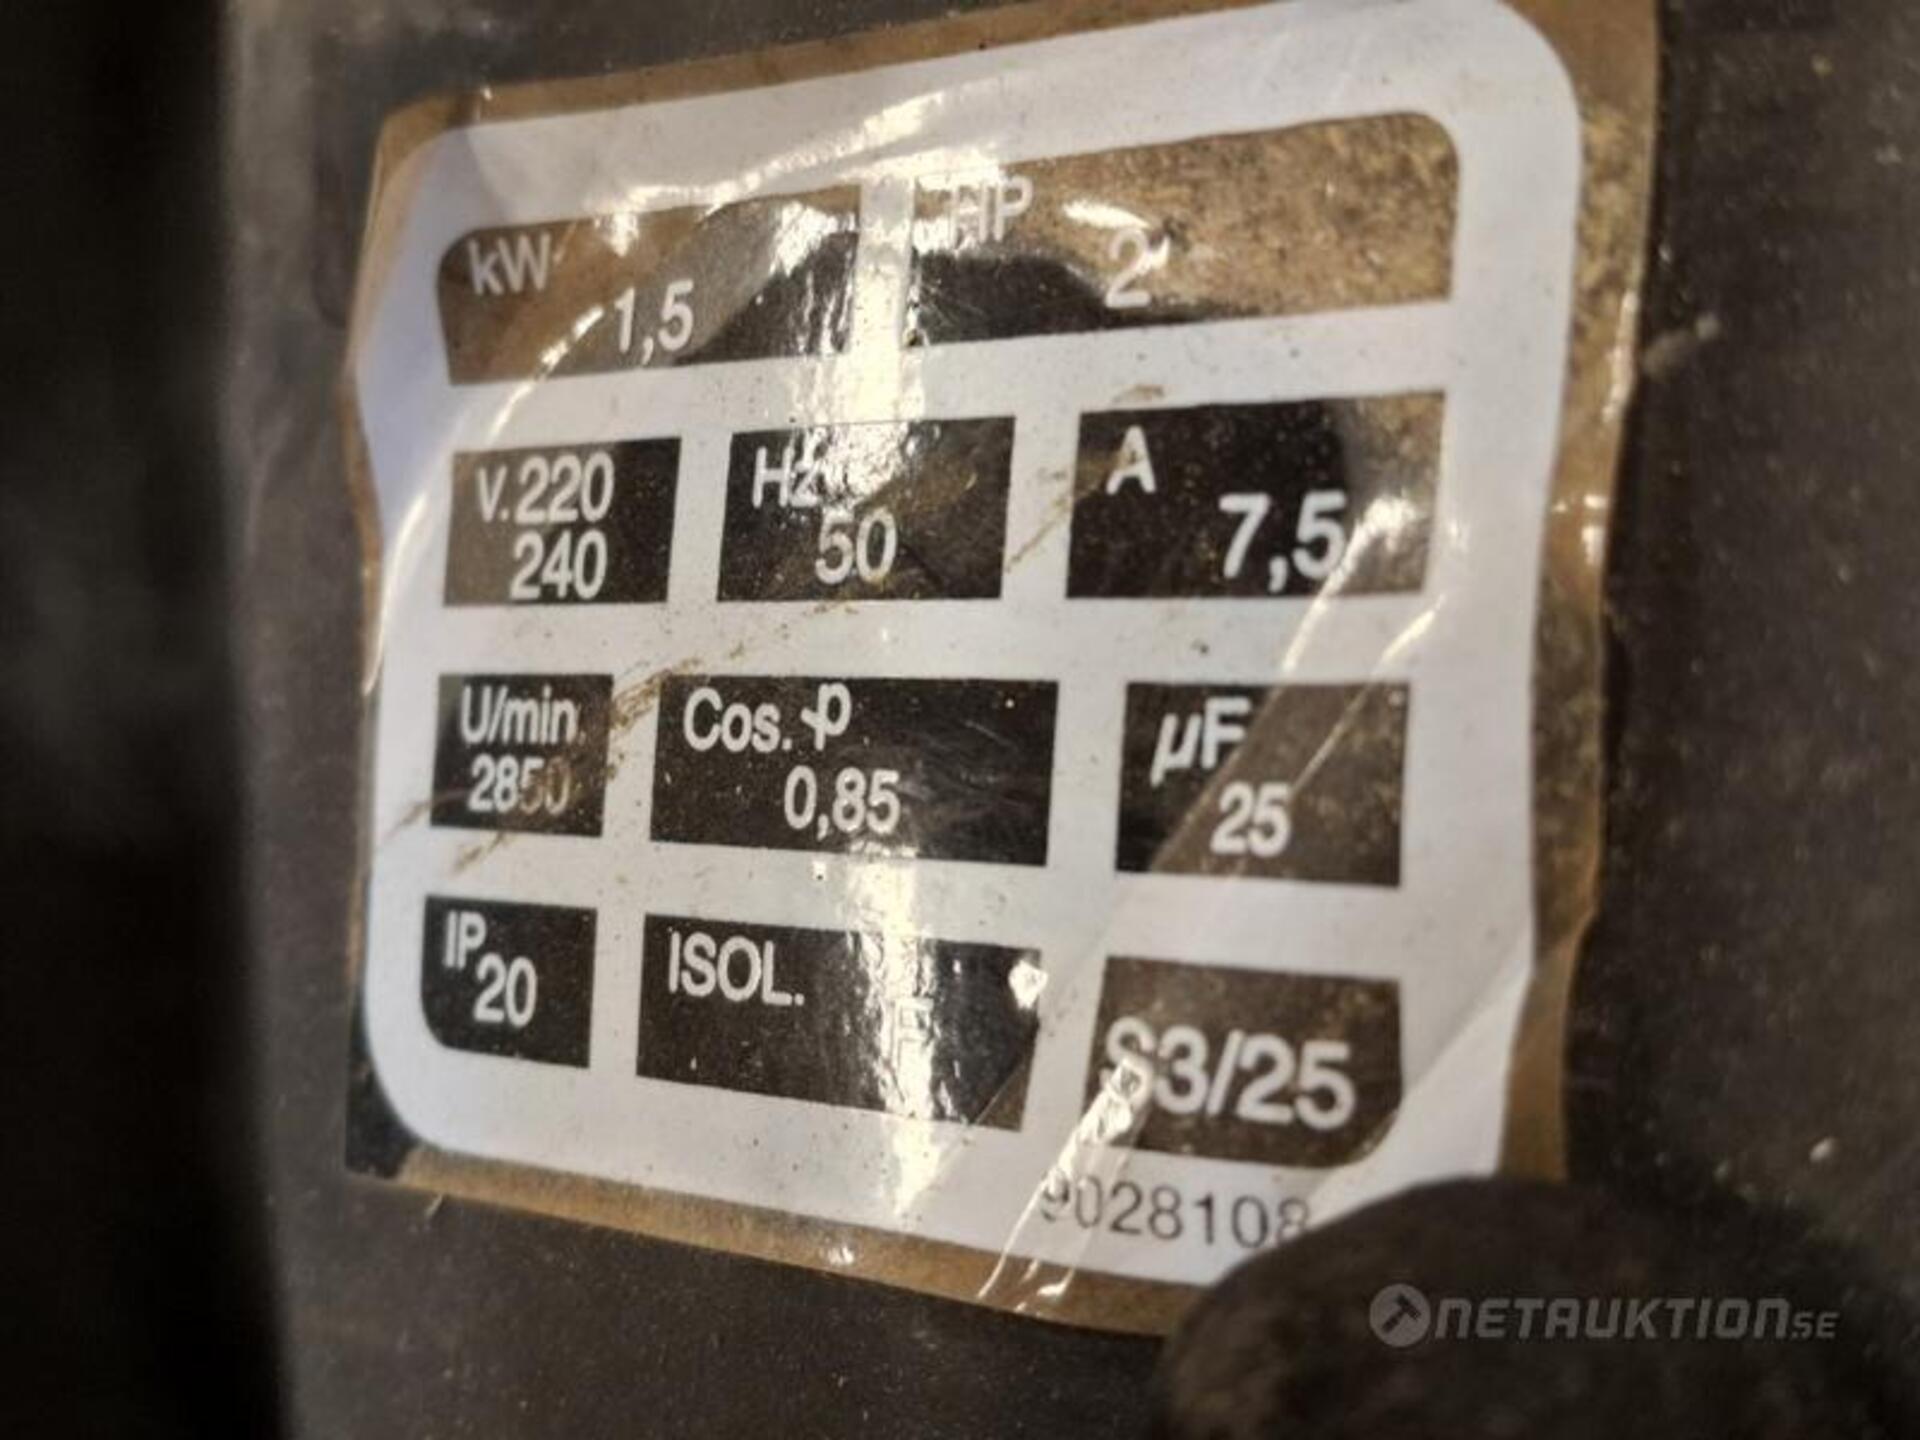 kW 1,5
HP 2
V. 220 240
Hz 50
A 7,5
U/min 2850
Cos. φ 0,85
µF 25
IP 20
ISOL. F
S3/25
9028108
NETAUKTION.SE